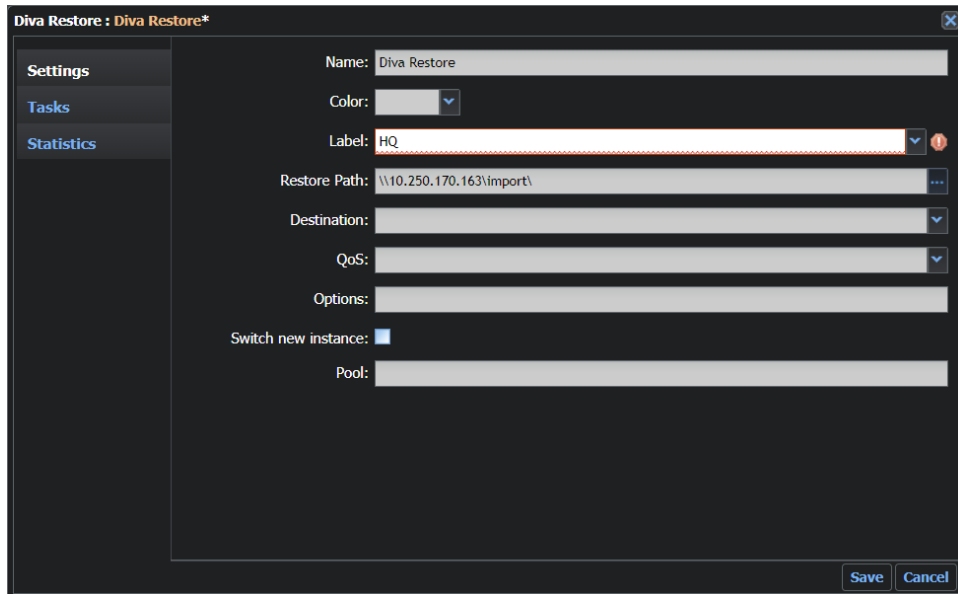 Diva Restore : Diva Restore*
Settings
Tasks
Statistics
Name: Diva Restore
Color:
Label: HQ
Restore Path: \\10.250.170.163\import\
Destination:
QoS:
Options:
Switch new instance:
Pool:
Save Cancel